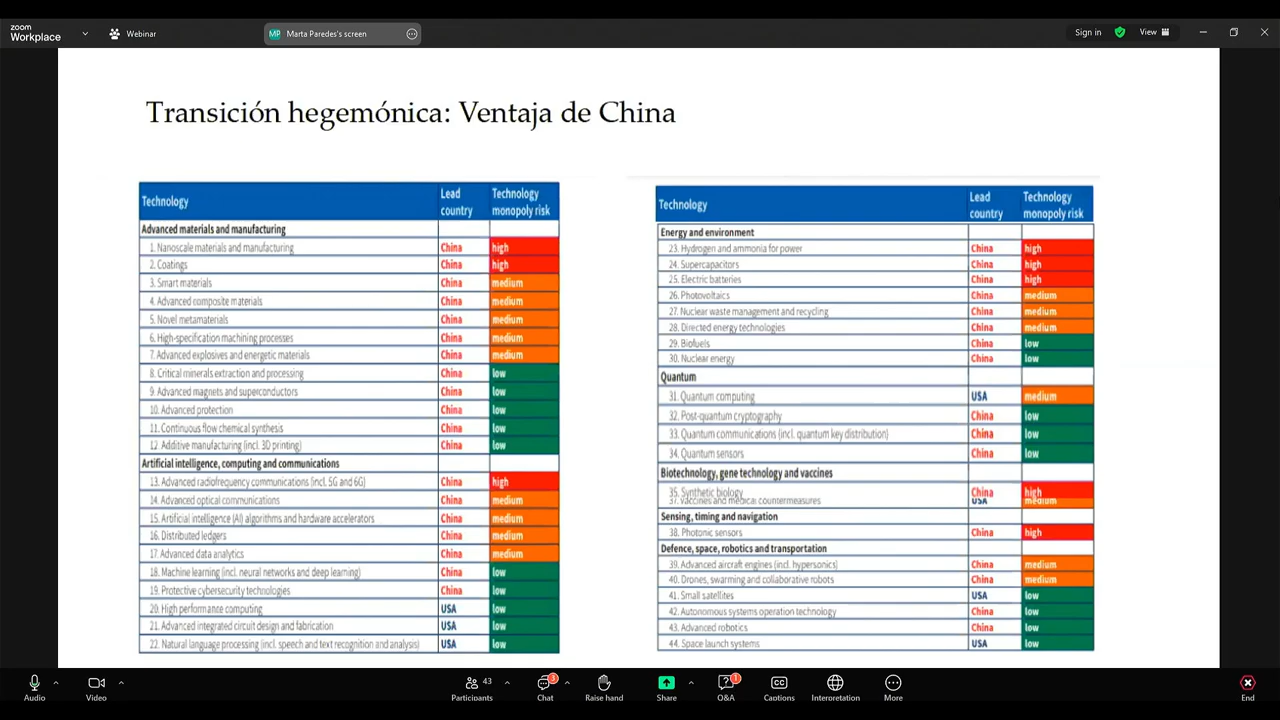 zoom
Workplace
Webinar
MP Marta Paredes's screen
Sign in
View
Transición hegemónica: Ventaja de China
Technology Lead country Technology monopoly risk
Advanced materials and manufacturing
1. Nanoscale materials and manufacturing China high
2. Coatings China high
3. Smart materials China medium
4. Advanced composite materials China medium
5. Novel metamaterials China medium
6. High-specification machining processes China medium
7. Advanced explosives and energetic materials China medium
8. Critical minerals extraction and processing China low
9. Advanced magnets and superconductors China low
10. Advanced protection China low
11. Continuous flow chemical synthesis China low
12. Additive manufacturing (incl. 3D printing) China low
Artificial intelligence, computing and communications
13. Advanced radiofrequency communications (incl. 5G and 6G) China high
14. Advanced optical communications China medium
15. Artificial intelligence (AI) algorithms and hardware accelerators China medium
16. Distributed ledgers China medium
17. Advanced data analytics China medium
18. Machine learning (incl. neural networks and deep learning) China low
19. Protective cybersecurity technologies China low
20. High performance computing USA low
21. Advanced integrated circuit design and fabrication USA low
22. Natural language processing (incl. speech and text recognition and analysis) USA low
Technology Lead country Technology monopoly risk
Energy and environment
23. Hydrogen and ammonia for power China high
24. Supercapacitors China high
25. Electric batteries China high
26. Photovoltaics China medium
27. Nuclear waste management and recycling China medium
28. Directed energy technologies China medium
29. Biofuels China low
30. Nuclear energy China low
Quantum
31. Quantum computing USA medium
32. Post-quantum cryptography China low
33. Quantum communications (incl. quantum key distribution) China low
34. Quantum sensors China low
Biotechnology, gene technology and vaccines
35. Synthetic biology China high
37. Vaccines and medical countermeasures USA medium
Sensing, timing and navigation
38. Photonic sensors China high
Defence, space, robotics and transportation
39. Advanced aircraft engines (incl. hypersonics) China medium
40. Drones, swarming and collaborative robots China medium
41. Small satellites USA low
42. Autonomous systems operation technology China low
43. Advanced robotics China low
44. Space launch systems USA low
Audio
Video
Participants 43
Chat 3
Raise hand
Share
Q&A 1
Captions
Interpretation
More
End